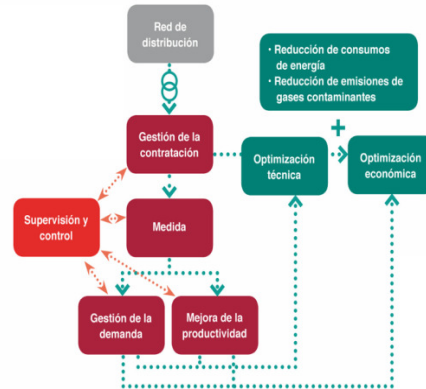 Red de
distribución
• Reducción de consumos
de energía
• Reducción de emisiones de
gases contaminantes
+
Gestión de la
contratación
Optimización
técnica
Optimización
económica
Supervisión y
control
Medida
Gestión de la
demanda
Mejora de la
productividad